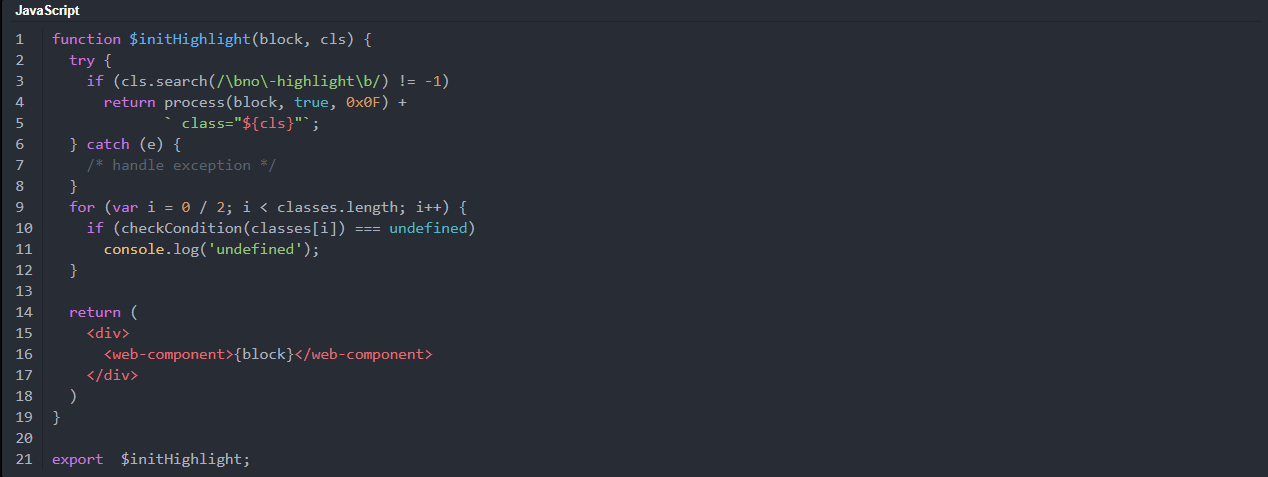 JavaScript
1 function $initHighlight(block, cls) {
2   try {
3     if (cls.search(/\bno\-highlight\b/) != -1)
4       return process(block, true, 0x0F) +
5              ` class="${cls}"`;
6   } catch (e) {
7     /* handle exception */
8   }
9   for (var i = 0 / 2; i < classes.length; i++) {
10     if (checkCondition(classes[i]) === undefined)
11       console.log('undefined');
12   }
13
14   return (
15     <div>
16       <web-component>{block}</web-component>
17     </div>
18   )
19 }
20
21 export  $initHighlight;